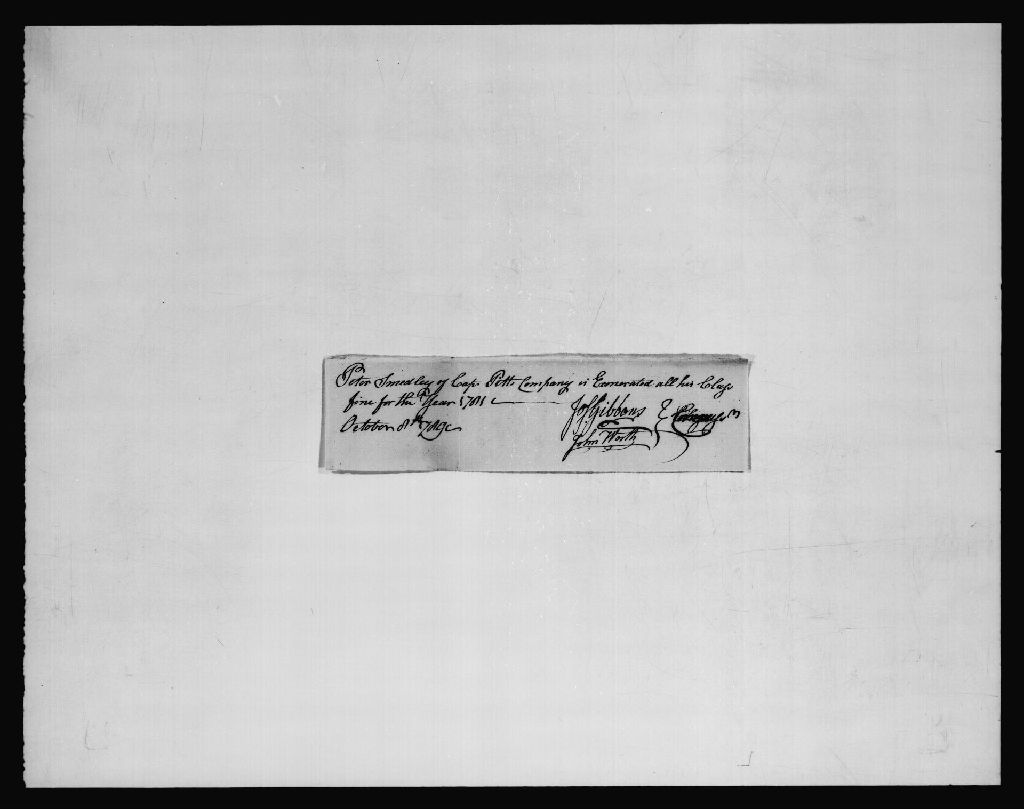 Peter Smedley of Capt Potts Company is Exonerated all his Class
fine for the Year 1781
October 8th
Jos Gibbons
John Worth